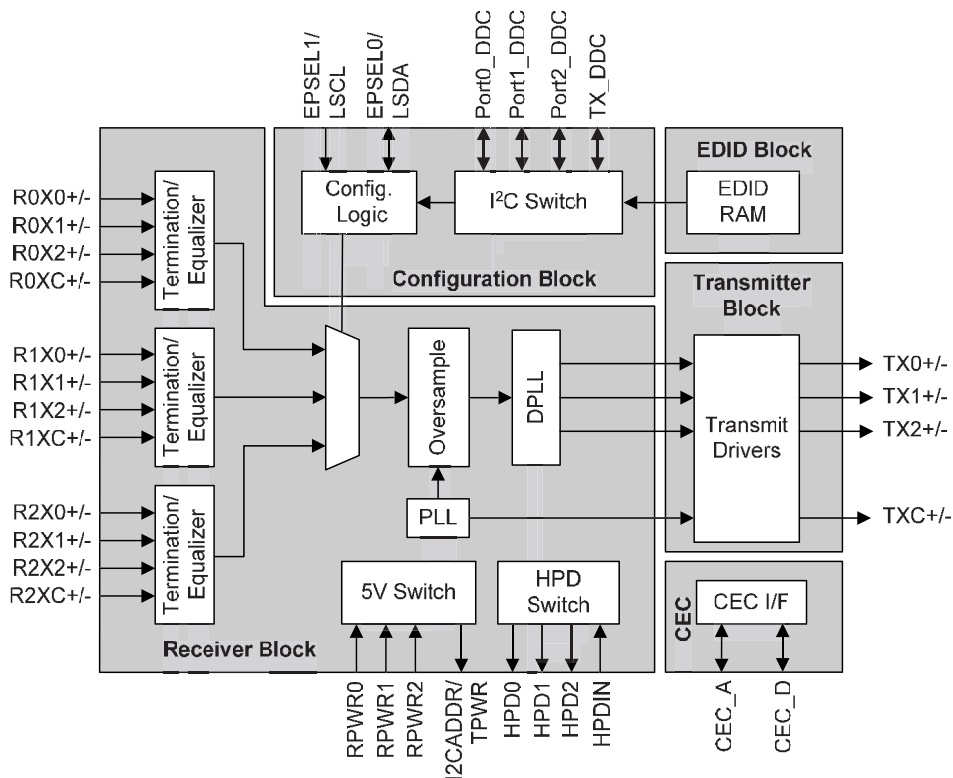 EPSEL1/
LSCL
EPSEL0/
LSDA
Port0_DDC
Port1_DDC
Port2_DDC
TX_DDC
Config.
Logic
I²C Switch
Configuration Block
EDID Block
EDID
RAM
R0X0+/-
R0X1+/-
R0X2+/-
R0XC+/-
Termination/
Equalizer
R1X0+/-
R1X1+/-
R1X2+/-
R1XC+/-
Termination/
Equalizer
R2X0+/-
R2X1+/-
R2X2+/-
R2XC+/-
Termination/
Equalizer
Oversample
DPLL
PLL
Transmitter
Block
Transmit
Drivers
TX0+/-
TX1+/-
TX2+/-
TXC+/-
5V Switch
HPD
Switch
Receiver Block
CEC
CEC I/F
RPWR0
RPWR1
RPWR2
I2CADDR/
TPWR
HPD0
HPD1
HPD2
HPDIN
CEC_A
CEC_D